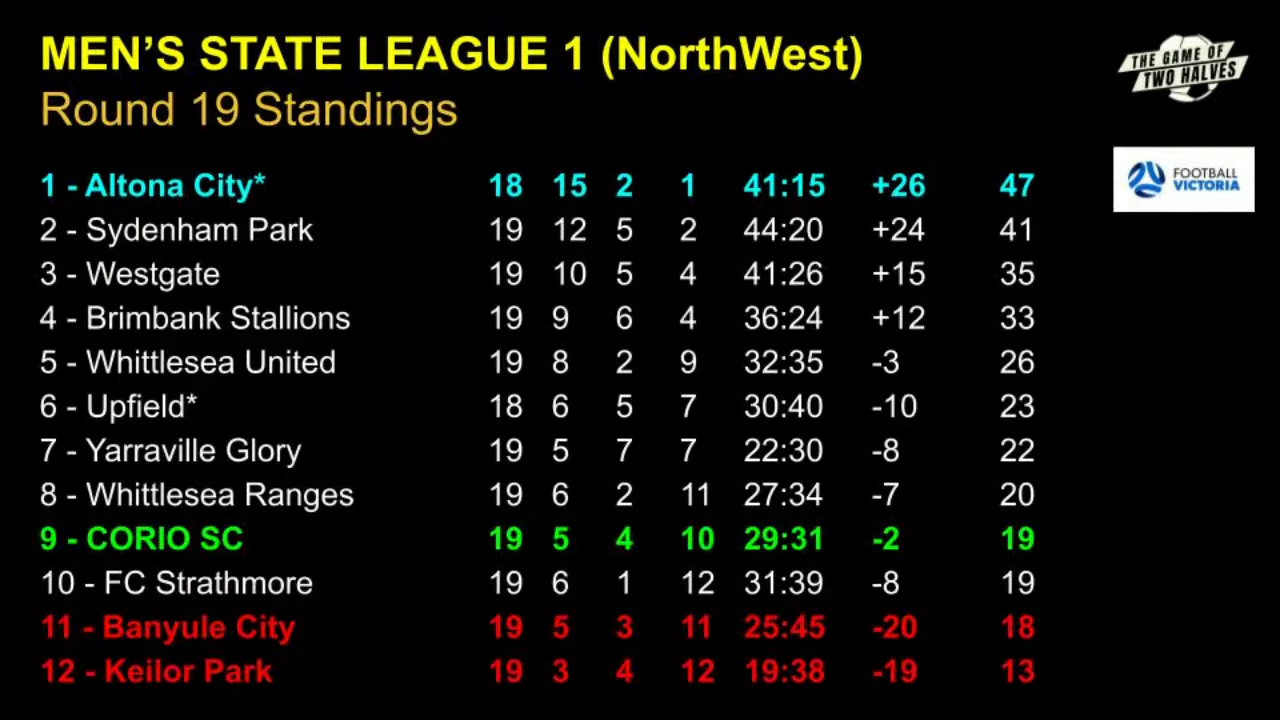 MEN'S STATE LEAGUE 1 (NorthWest)
Round 19 Standings
THE GAME OF
TWO HALVES
FOOTBALL
VICTORIA
1 - Altona City* 18 15 2 1 41:15 +26 47
2 - Sydenham Park 19 12 5 2 44:20 +24 41
3 - Westgate 19 10 5 4 41:26 +15 35
4 - Brimbank Stallions 19 9 6 4 36:24 +12 33
5 - Whittlesea United 19 8 2 9 32:35 -3 26
6 - Upfield* 18 6 5 7 30:40 -10 23
7 - Yarraville Glory 19 5 7 7 22:30 -8 22
8 - Whittlesea Ranges 19 6 2 11 27:34 -7 20
9 - CORIO SC 19 5 4 10 29:31 -2 19
10 - FC Strathmore 19 6 1 12 31:39 -8 19
11 - Banyule City 19 5 3 11 25:45 -20 18
12 - Keilor Park 19 3 4 12 19:38 -19 13